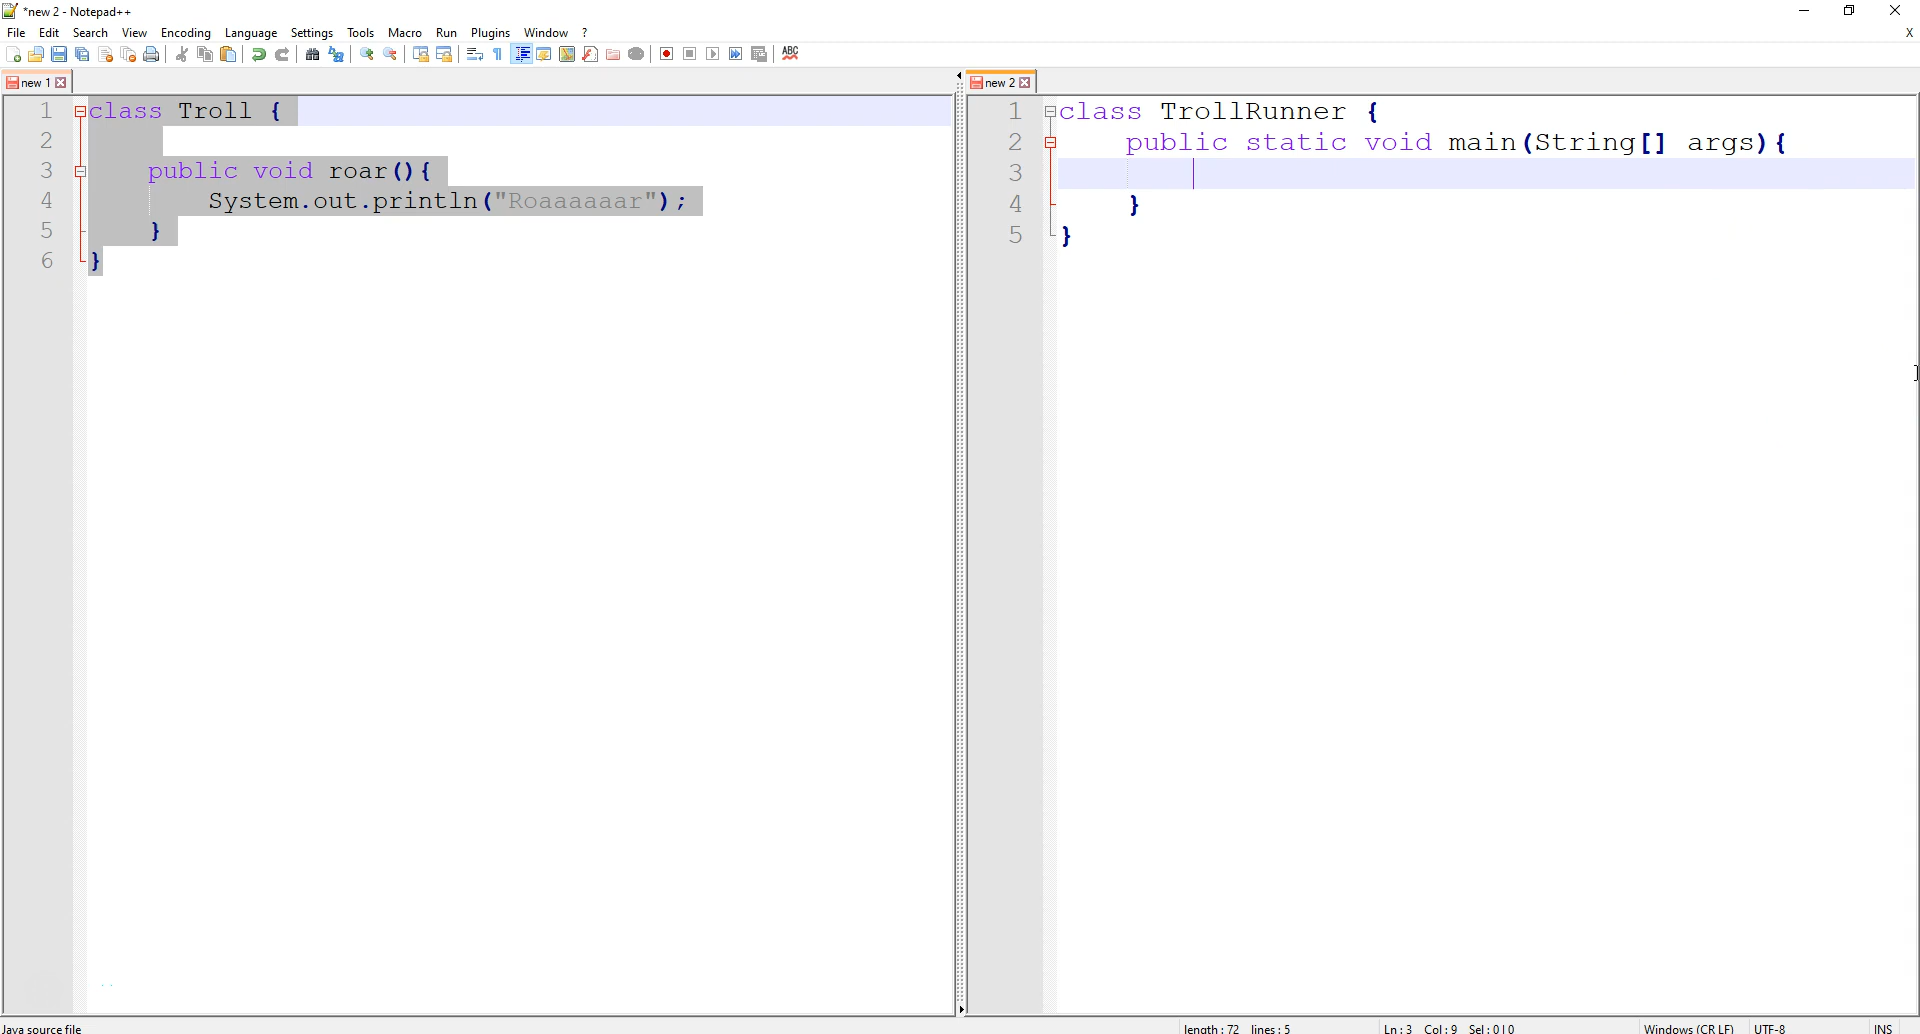 *new 2 - Notepad++
File Edit Search View Encoding Language Settings Tools Macro Run Plugins Window ? X
ABC
new 1
1 class Troll {
2
3 public void roar(){
4 System.out.println("Roaaaaaar");
5 }
6 }
new 2
1 class TrollRunner {
2 public static void main(String[] args){
3
4 }
5 }
Java source file length : 72 lines : 5 Ln : 3 Col : 9 Sel : 0 | 0 Windows (CR LF) UTF-8 INS